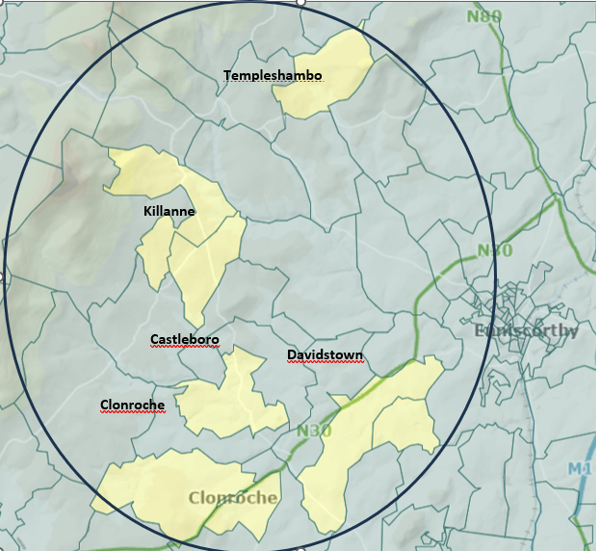 N80
Templeshambo
Killanne
N30
Enniscorthy
Castleboro
Davidstown
Clonroche
N30
M1
Clonroche